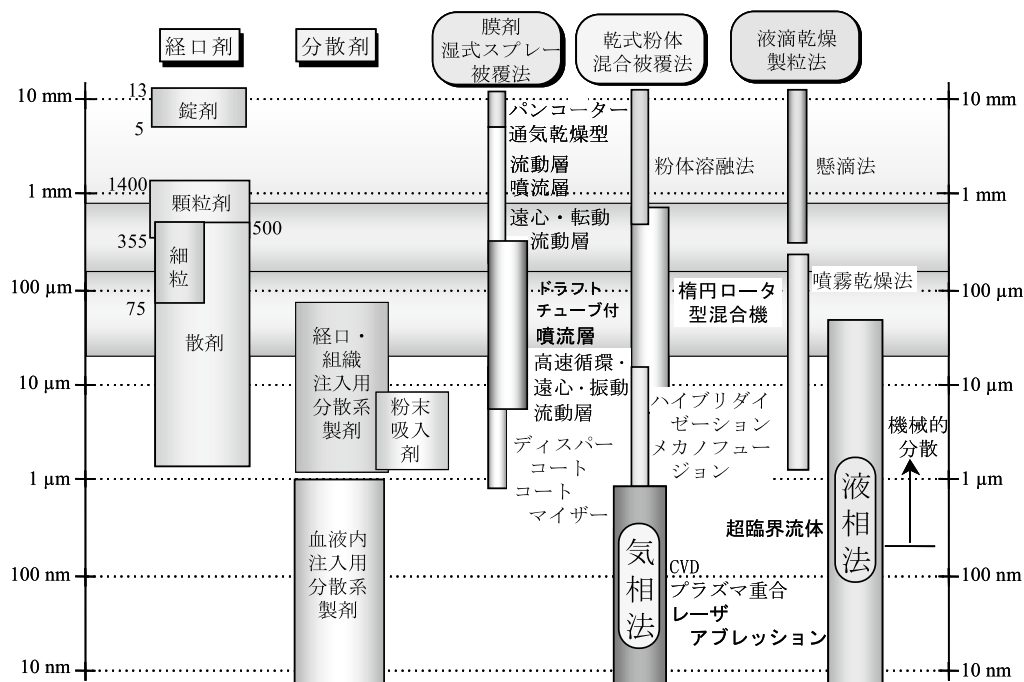 経口剤
分散剤
膜剤
湿式スプレー
被覆法
乾式粉体
混合被覆法
液滴乾燥
製粒法
10 mm
1 mm
100 μm
10 μm
1 μm
100 nm
10 nm
13
錠剤
5
1400
顆粒剤
500
355
細
粒
75
散剤
経口・
組織
注入用
分散系
製剤
粉末
吸入
剤
血液内
注入用
分散系
製剤
パンコーター
通気乾燥型
流動層
噴流層
遠心・転動
流動層
ドラフト
チューブ付
噴流層
高速循環・
遠心・振動
流動層
ディスパー
コート
コート
マイザー
粉体溶融法
楕円ロータ
型混合機
ハイブリダイ
ゼーション
メカノフュー
ジョン
気
相
法
CVD
プラズマ重合
レーザ
アブレッション
懸滴法
噴霧乾燥法
超臨界流体
液
相
法
機械的
分散
10 mm
1 mm
100 μm
10 μm
1 μm
100 nm
10 nm